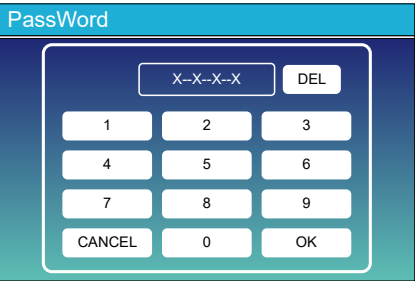 PassWord
X--X--X--X DEL
1 2 3
4 5 6
7 8 9
CANCEL 0 OK